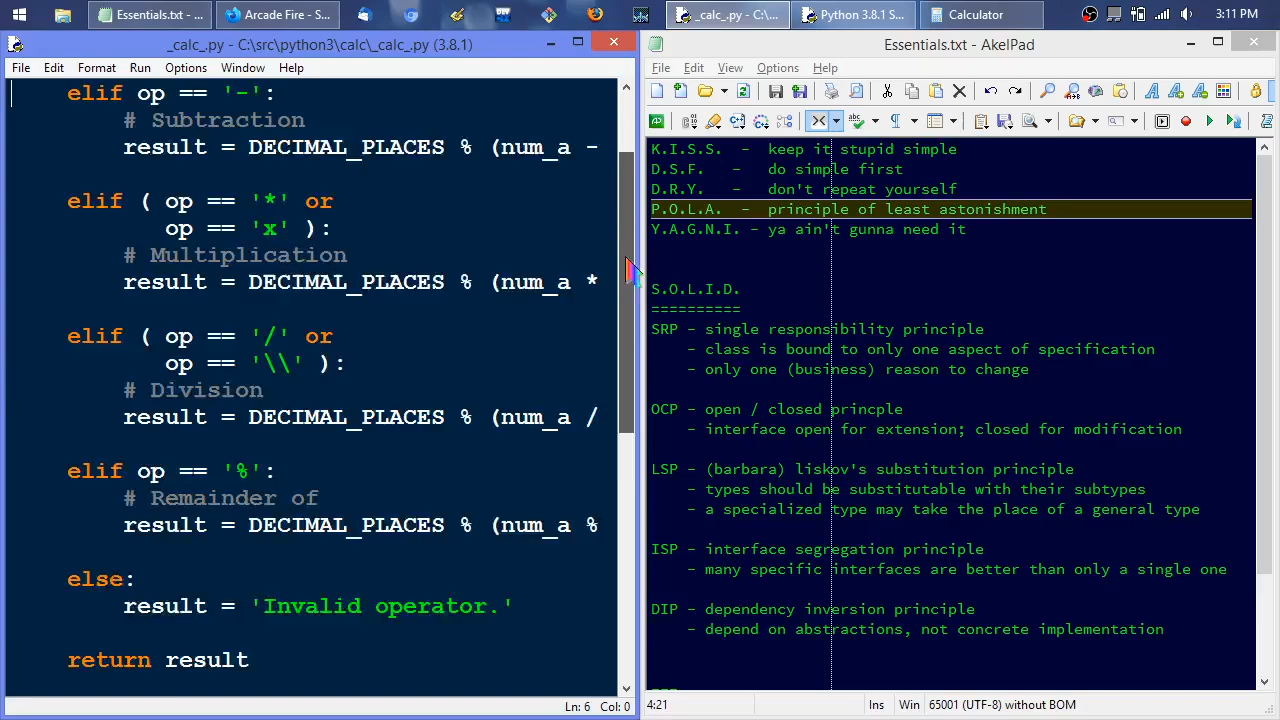 Essentials.txt - ...
Arcade Fire - S...
_calc_.py - C:\...
Python 3.8.1 S...
Calculator
3:11 PM
_calc_.py - C:\src\python3\calc\_calc_.py (3.8.1)
File Edit Format Run Options Window Help
elif op == '-':
# Subtraction
result = DECIMAL_PLACES % (num_a -
elif ( op == '*' or
op == 'x' ):
# Multiplication
result = DECIMAL_PLACES % (num_a *
elif ( op == '/' or
op == '\\' ):
# Division
result = DECIMAL_PLACES % (num_a /
elif op == '%':
# Remainder of
result = DECIMAL_PLACES % (num_a %
else:
result = 'Invalid operator.'
return result
Ln: 6 Col: 0
Essentials.txt - AkelPad
File Edit View Options Help
K.I.S.S. - keep it stupid simple
D.S.F. - do simple first
D.R.Y. - don't repeat yourself
P.O.L.A. - principle of least astonishment
Y.A.G.N.I. - ya ain't gunna need it
S.O.L.I.D.
==========
SRP - single responsibility principle
- class is bound to only one aspect of specification
- only one (business) reason to change
OCP - open / closed princple
- interface open for extension; closed for modification
LSP - (barbara) liskov's substitution principle
- types should be substitutable with their subtypes
- a specialized type may take the place of a general type
ISP - interface segregation principle
- many specific interfaces are better than only a single one
DIP - dependency inversion principle
- depend on abstractions, not concrete implementation
4:21 Ins Win 65001 (UTF-8) without BOM